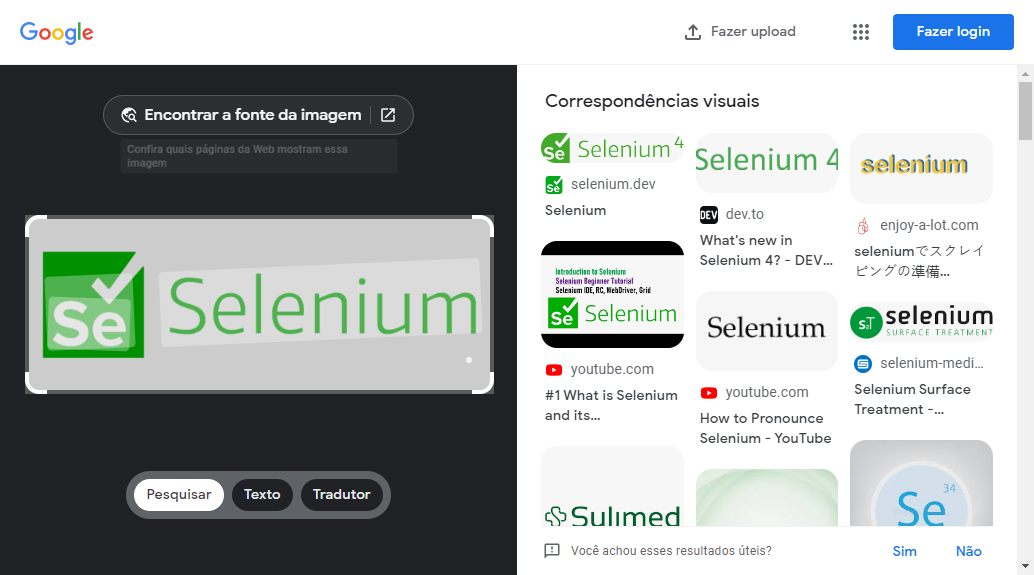 Google
Fazer upload
Fazer login
Encontrar a fonte da imagem
Confira quais páginas da Web mostram essa
imagem
Se Selenium
Pesquisar
Texto
Tradutor
Correspondências visuais
Se Selenium 4
selenium.dev
Selenium
Introduction to Selenium
Selenium Beginner Tutorial
Selenium IDE, RC, WebDriver, Grid
Se Selenium
youtube.com
#1 What is Selenium
and its...
Sulimed
Selenium 4
DEV dev.to
What's new in
Selenium 4? - DEV...
Selenium
youtube.com
How to Pronounce
Selenium - YouTube
selenium
enjoy-a-lot.com
seleniumでスクレイ
ピングの準備...
selenium
SURFACE TREATMENT
selenium-medi...
Selenium Surface
Treatment -...
34
Se
Você achou esses resultados úteis?
Sim
Não